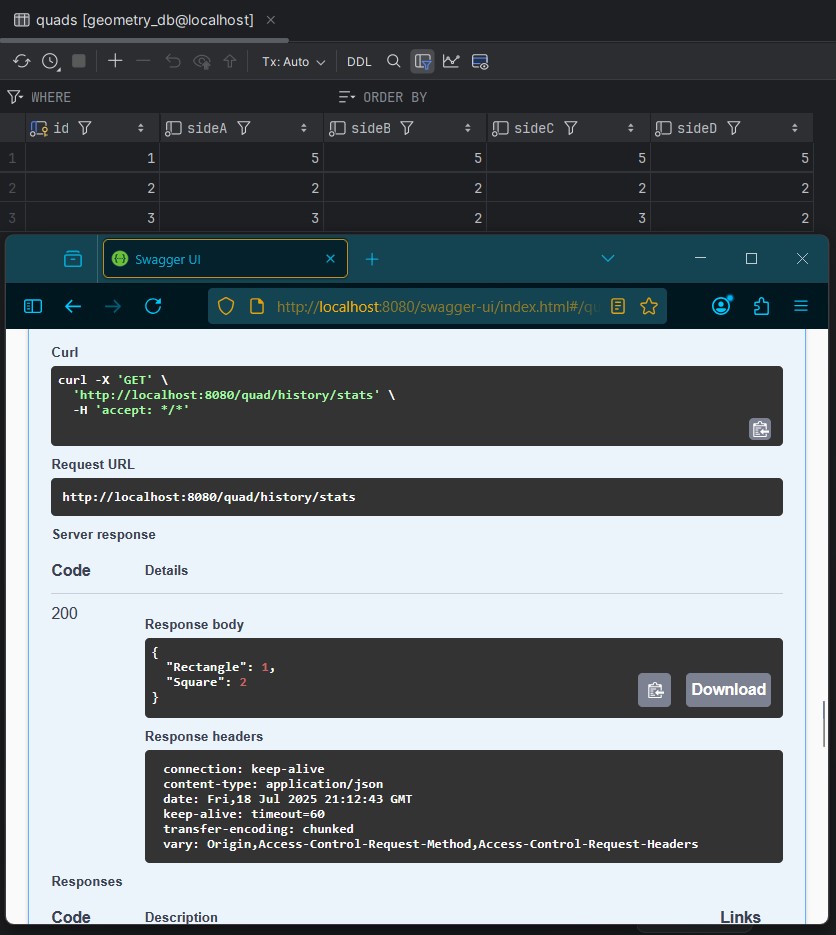 quads [geometry_db@localhost]
Tx: Auto DDL
WHERE ORDER BY
id sideA sideB sideC sideD
1 1 5 5 5 5
2 2 2 2 2 2
3 3 3 2 3 2
Swagger UI
http://localhost:8080/swagger-ui/index.html#/qu
Curl
curl -X 'GET' \
'http://localhost:8080/quad/history/stats' \
-H 'accept: */*'
Request URL
http://localhost:8080/quad/history/stats
Server response
Code Details
200
Response body
{
"Rectangle": 1,
"Square": 2
}
Download
Response headers
connection: keep-alive
content-type: application/json
date: Fri,18 Jul 2025 21:12:43 GMT
keep-alive: timeout=60
transfer-encoding: chunked
vary: Origin,Access-Control-Request-Method,Access-Control-Request-Headers
Responses
Code Description Links